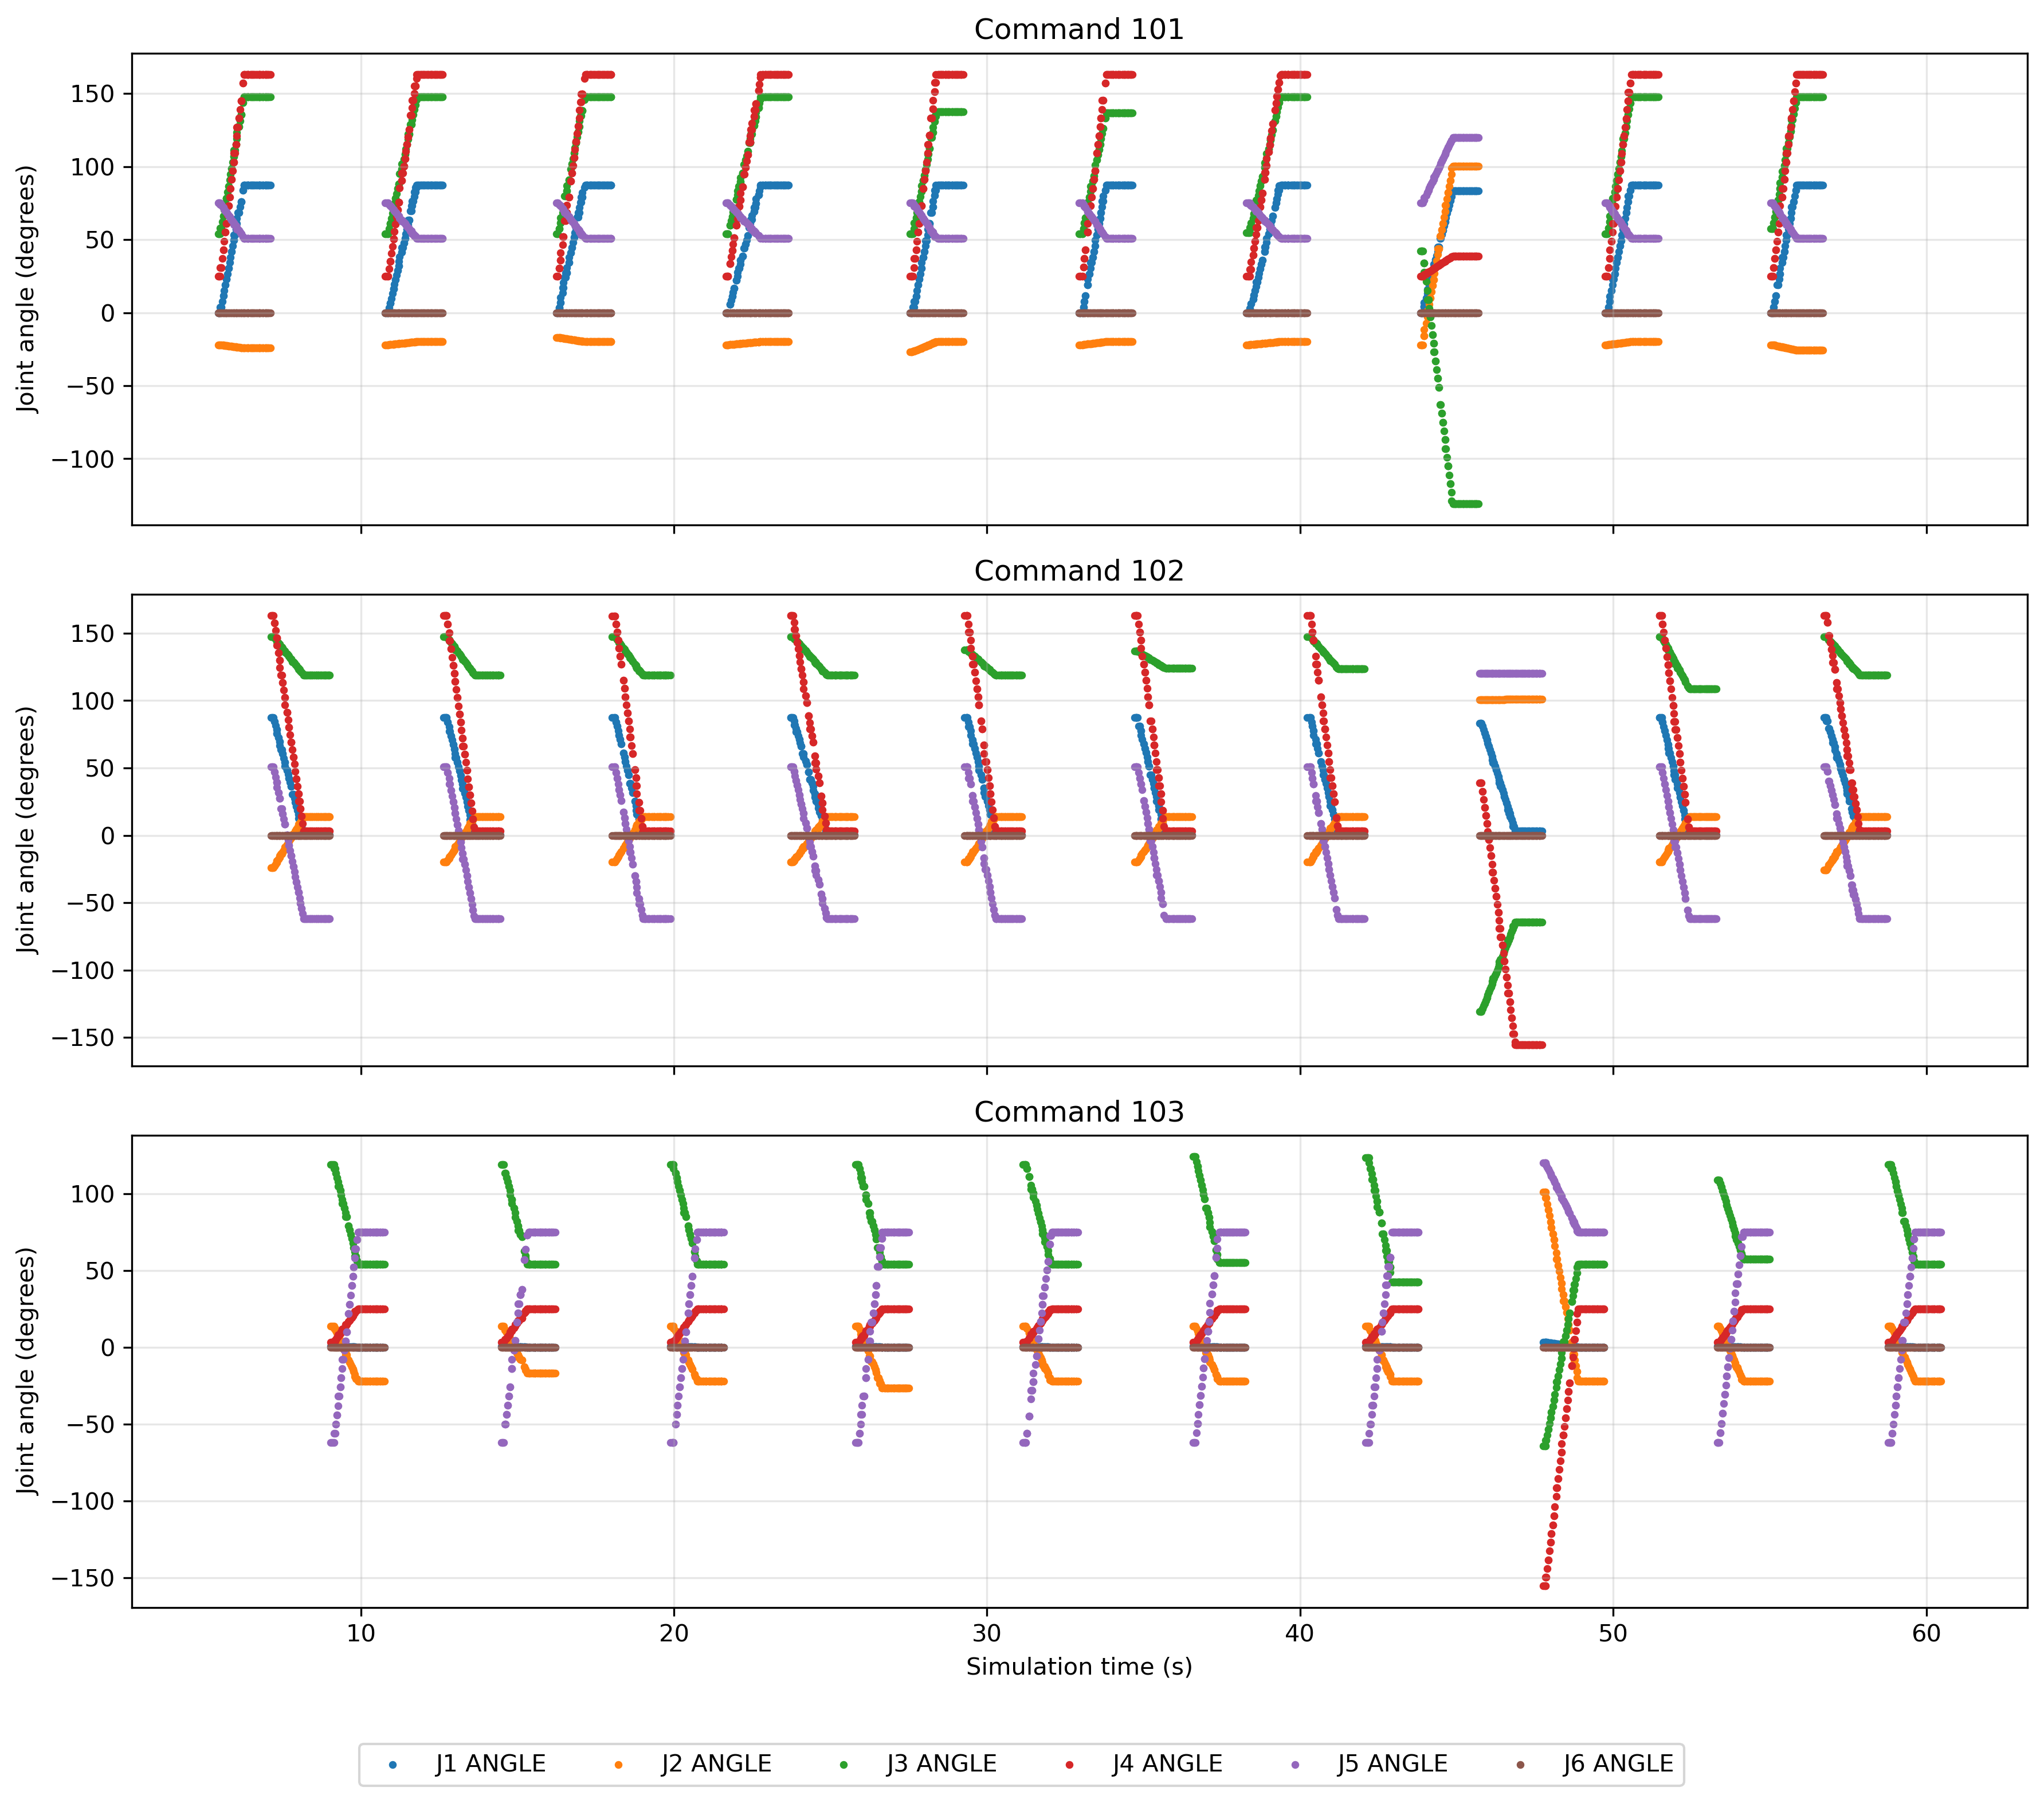 Command 101
Joint angle (degrees)
150
100
50
0
−50
−100
Command 102
Joint angle (degrees)
150
100
50
0
−50
−100
−150
Command 103
Joint angle (degrees)
100
50
0
−50
−100
−150
10 20 30 40 50 60
Simulation time (s)
J1 ANGLE J2 ANGLE J3 ANGLE J4 ANGLE J5 ANGLE J6 ANGLE